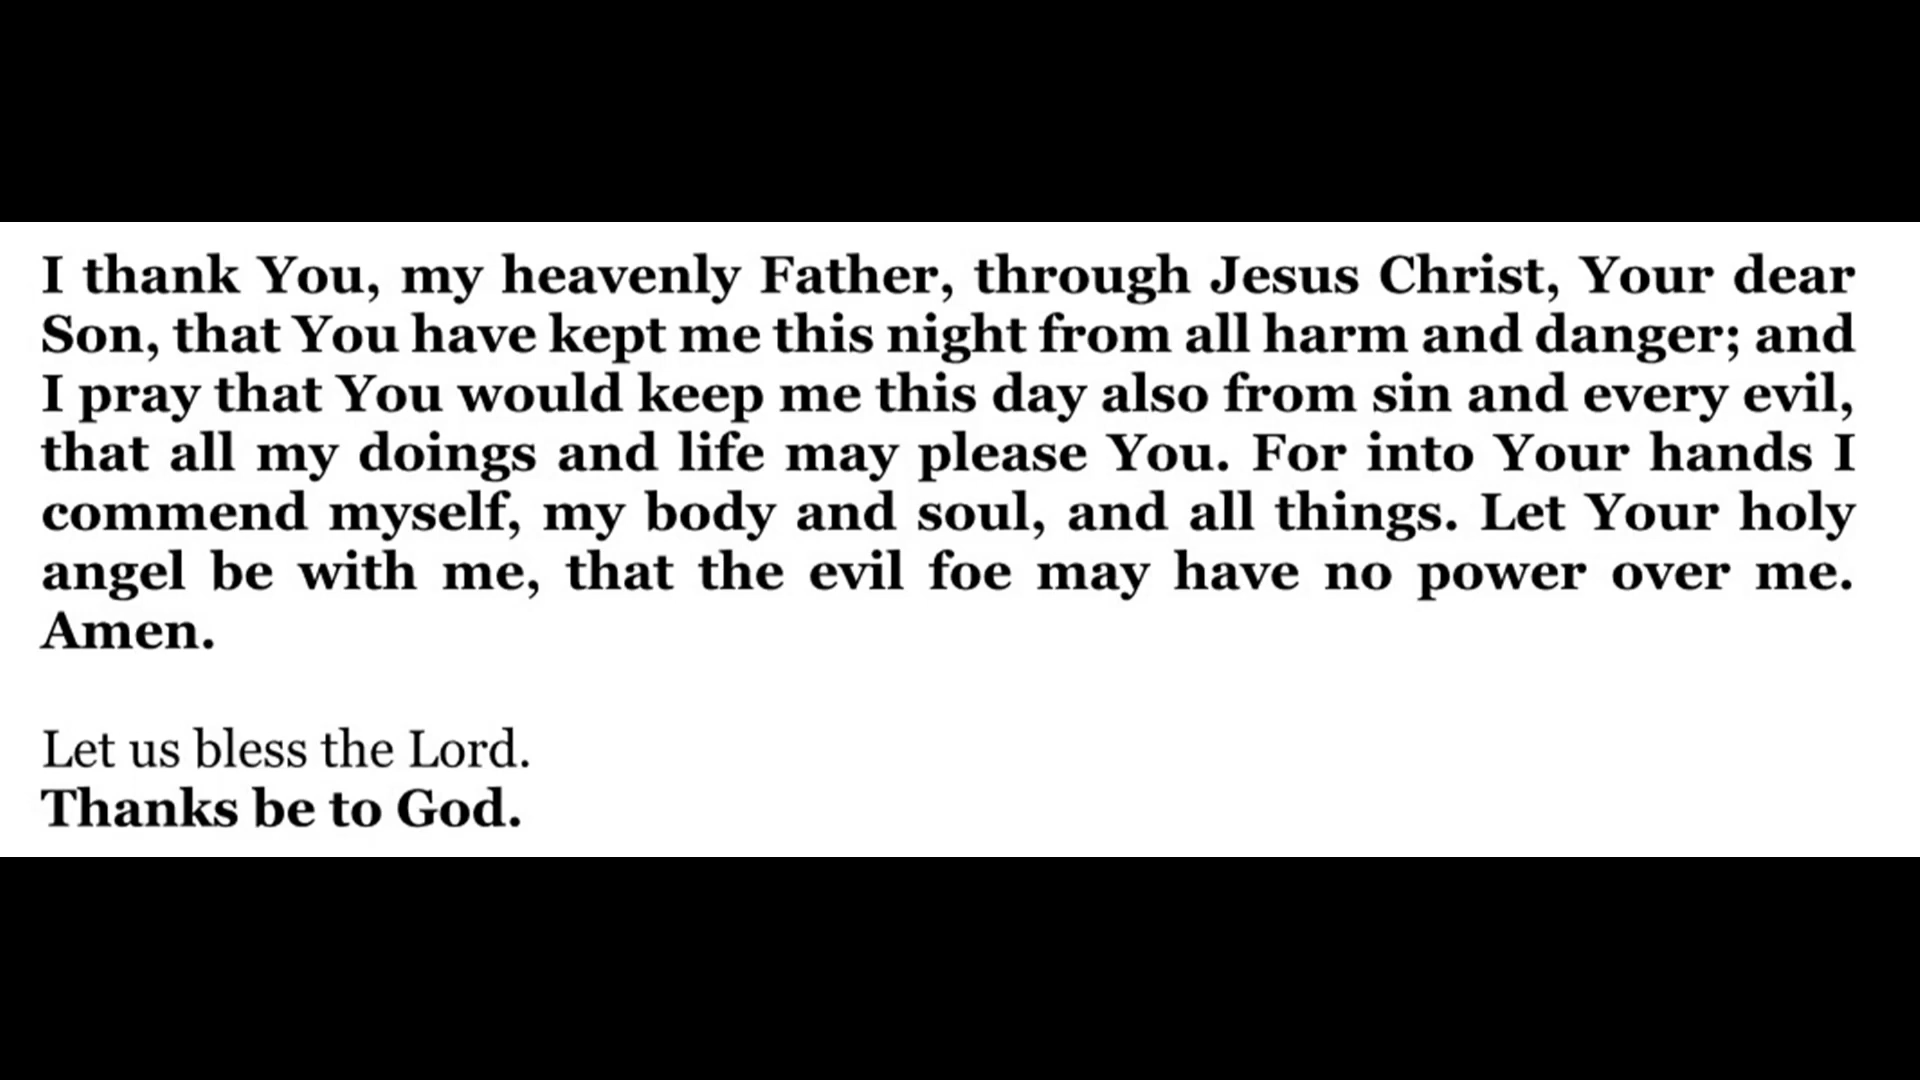 I thank You, my heavenly Father, through Jesus Christ, Your dear
Son, that You have kept me this night from all harm and danger; and
I pray that You would keep me this day also from sin and every evil,
that all my doings and life may please You. For into Your hands I
commend myself, my body and soul, and all things. Let Your holy
angel be with me, that the evil foe may have no power over me.
Amen.
Let us bless the Lord.
Thanks be to God.